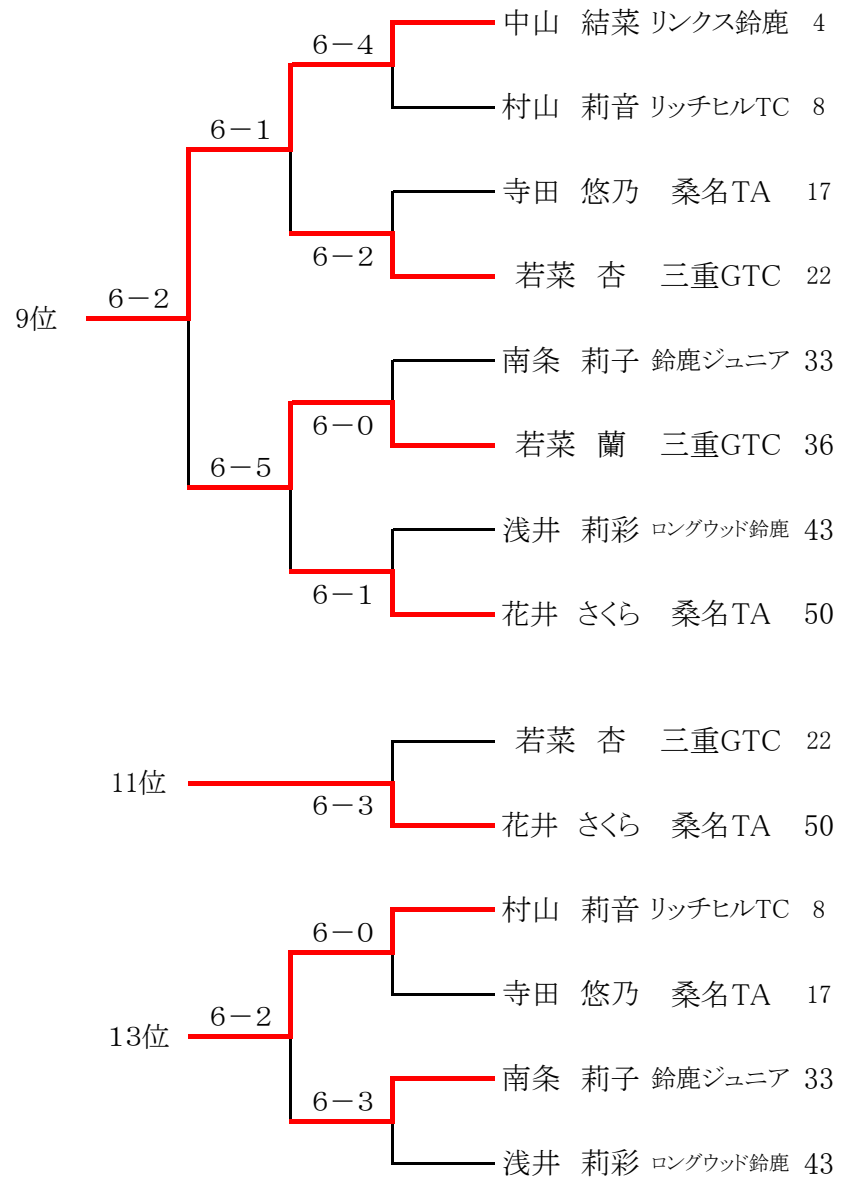 中山 結菜 リンクス鈴鹿 4
6-4
村山 莉音 リッチヒルTC 8
6-1
寺田 悠乃 桑名TA 17
6-2
若菜 杏 三重GTC 22
6-2
9位
南条 莉子 鈴鹿ジュニア 33
6-0
若菜 蘭 三重GTC 36
6-5
浅井 莉彩 ロングウッド鈴鹿 43
6-1
花井 さくら 桑名TA 50
若菜 杏 三重GTC 22
11位
6-3
花井 さくら 桑名TA 50
村山 莉音 リッチヒルTC 8
6-0
寺田 悠乃 桑名TA 17
6-2
13位
南条 莉子 鈴鹿ジュニア 33
6-3
浅井 莉彩 ロングウッド鈴鹿 43